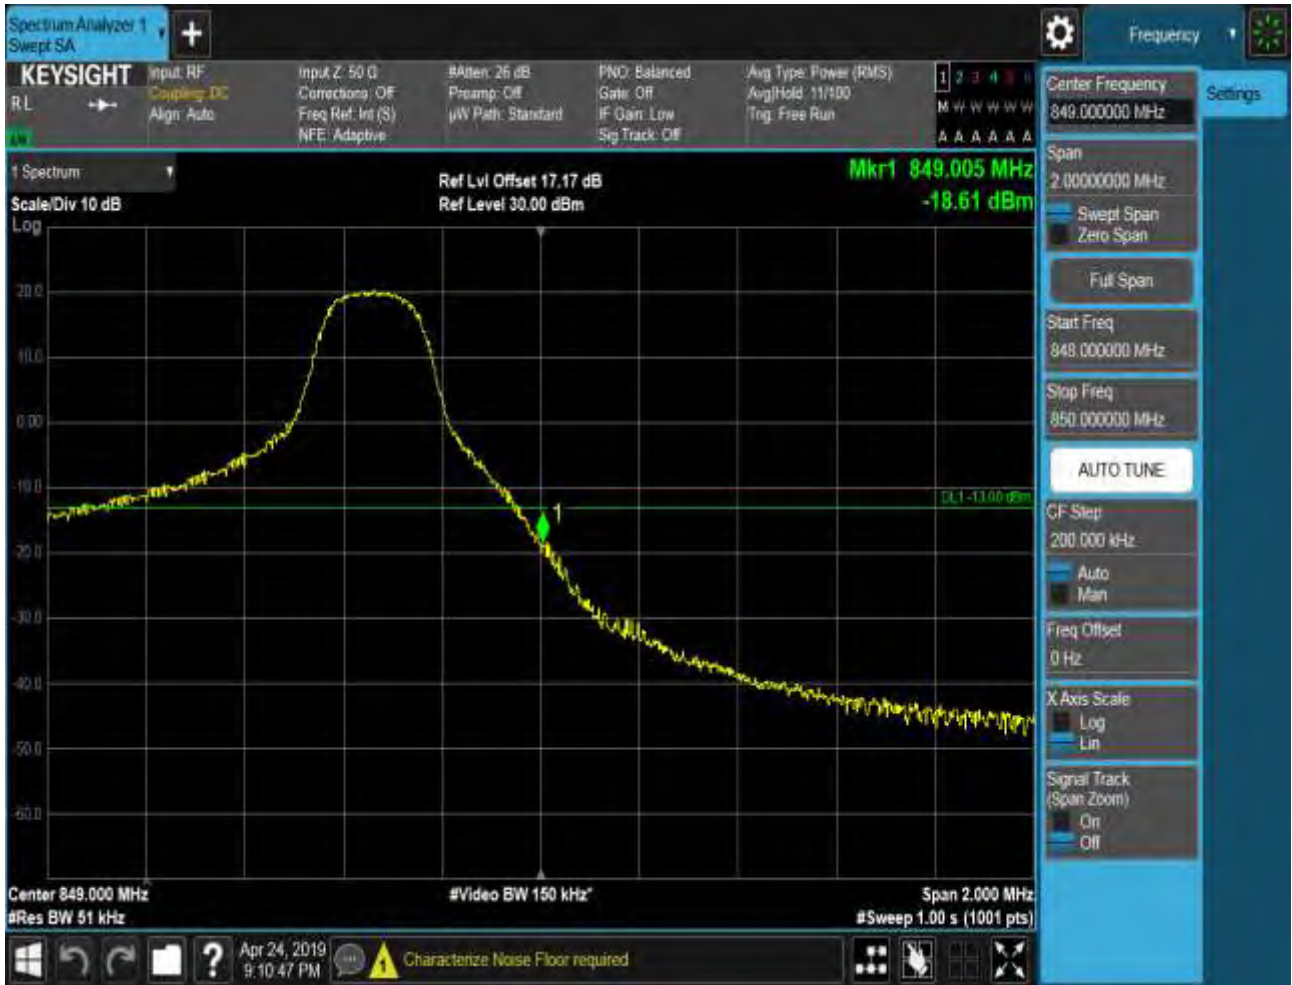 Spectrum Analyzer 1
Swept SA
Frequency
KEYSIGHT
R L
Input: RF
Coupling: DC
Align: Auto
Input Z: 50 Ω
Corrections: Off
Freq Ref: Int (S)
NFE: Adaptive
#Atten: 26 dB
Preamp: Off
µW Path: Standard
PNO: Balanced
Gate: Off
IF Gain: Low
Sig Track: Off
Avg Type: Power (RMS)
Avg|Hold: 11/100
Trig: Free Run
1 2 3 4 5 6
M W W W W W
A A A A A A
1 Spectrum
Scale/Div 10 dB
Log
Ref Lvl Offset 17.17 dB
Ref Level 30.00 dBm
Mkr1 849.005 MHz
-18.61 dBm
20.0
10.0
0.00
-10.0
-20.0
-30.0
-40.0
-50.0
-60.0
DL1 -13.00 dBm
1
Center 849.000 MHz
#Video BW 150 kHz*
Span 2.000 MHz
#Res BW 51 kHz
#Sweep 1.00 s (1001 pts)
Center Frequency
849.000000 MHz
Settings
Span
2.00000000 MHz
Swept Span
Zero Span
Full Span
Start Freq
848.000000 MHz
Stop Freq
850.000000 MHz
AUTO TUNE
CF Step
200.000 kHz
Auto
Man
Freq Offset
0 Hz
X Axis Scale
Log
Lin
Signal Track
(Span Zoom)
On
Off
?
Apr 24, 2019
9:10:47 PM
1
Characterize Noise Floor required